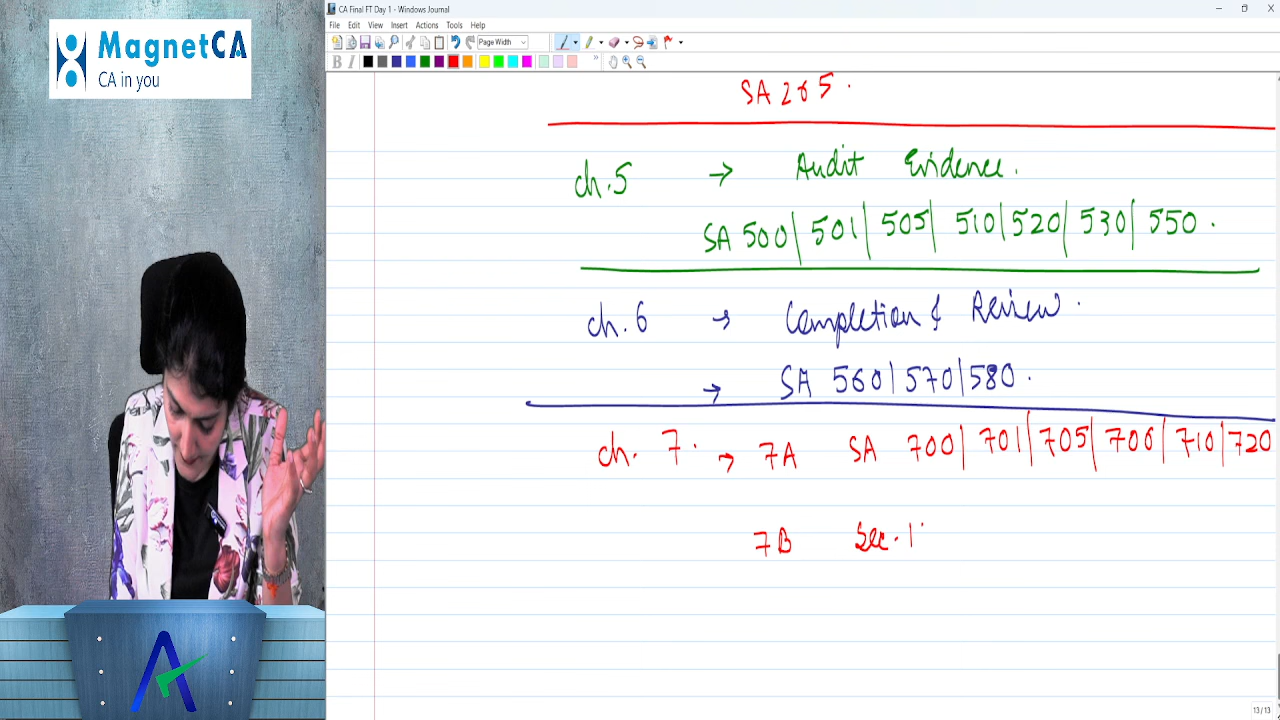 MagnetCA
CA in you
CA Final FT Day 1 - Windows Journal
File Edit View Insert Actions Tools Help
Page Width
B I
SA 265.
Ch.5 → Audit Evidence.
SA 500 | 501 | 505 | 510 | 520 | 530 | 550.
Ch.6 → Completion & Review.
→ SA 560 | 570 | 580.
Ch. 7. → 7A SA 700 | 701 | 705 | 706 | 710 | 720
7B Sec. 1
13 / 13